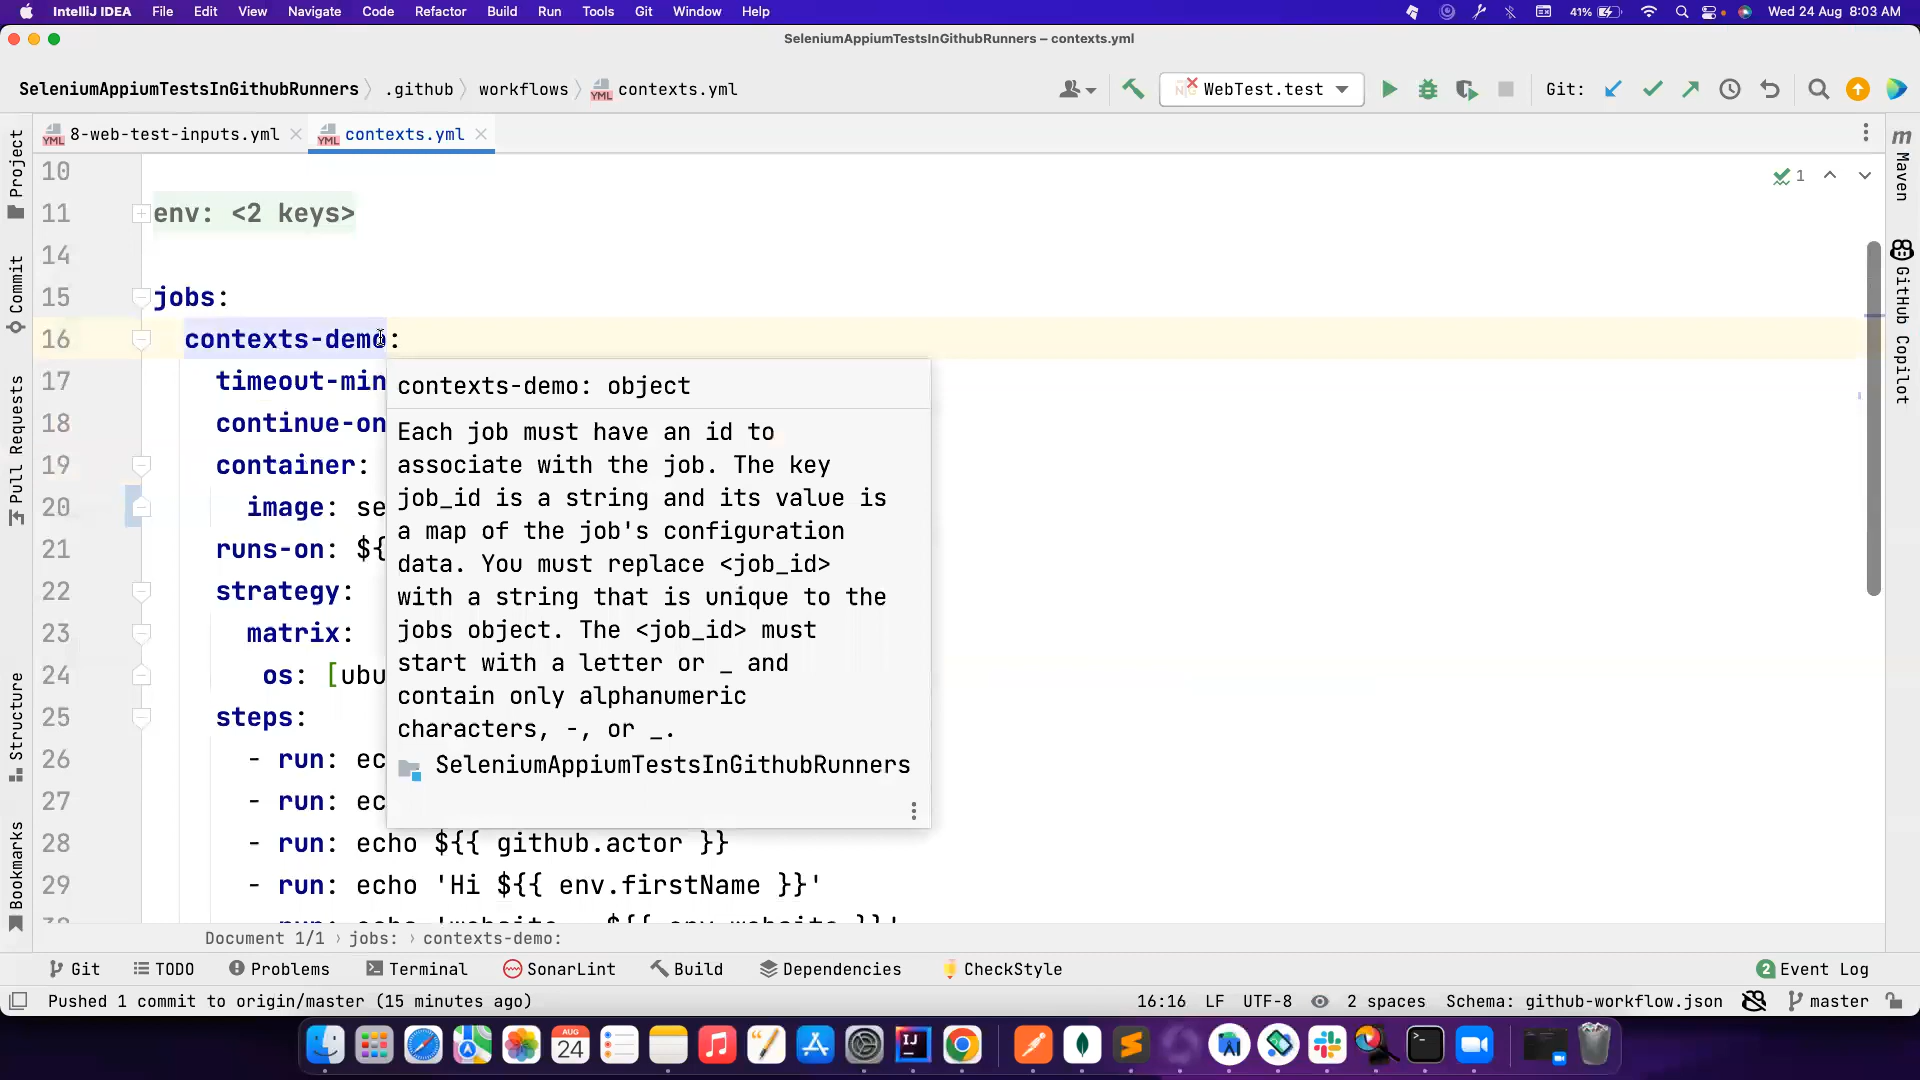 IntelliJ IDEA File Edit View Navigate Code Refactor Build Run Tools Git Window Help 41% Wed 24 Aug 8:03 AM
SeleniumAppiumTestsInGithubRunners – contexts.yml
SeleniumAppiumTestsInGithubRunners .github workflows YML contexts.yml WebTest.test Git:
YML 8-web-test-inputs.yml YML contexts.yml
Project
Commit
Pull Requests
Structure
Bookmarks
m Maven
GitHub Copilot
1
10
11 env: <2 keys>
14
15 jobs:
16 contexts-demo:
17 timeout-min
18 continue-on
19 container:
20 image: se
21 runs-on: ${
22 strategy:
23 matrix:
24 os: [ubu
25 steps:
26 - run: ec
27 - run: ec
28 - run: echo ${{ github.actor }}
29 - run: echo 'Hi ${{ env.firstName }}'
contexts-demo: object
Each job must have an id to
associate with the job. The key
job_id is a string and its value is
a map of the job's configuration
data. You must replace <job_id>
with a string that is unique to the
jobs object. The <job_id> must
start with a letter or _ and
contain only alphanumeric
characters, -, or _.
SeleniumAppiumTestsInGithubRunners
Document 1/1 › jobs: › contexts-demo:
Git TODO Problems Terminal SonarLint Build Dependencies CheckStyle 2 Event Log
Pushed 1 commit to origin/master (15 minutes ago) 16:16 LF UTF-8 2 spaces Schema: github-workflow.json master
AUG
24
IJ